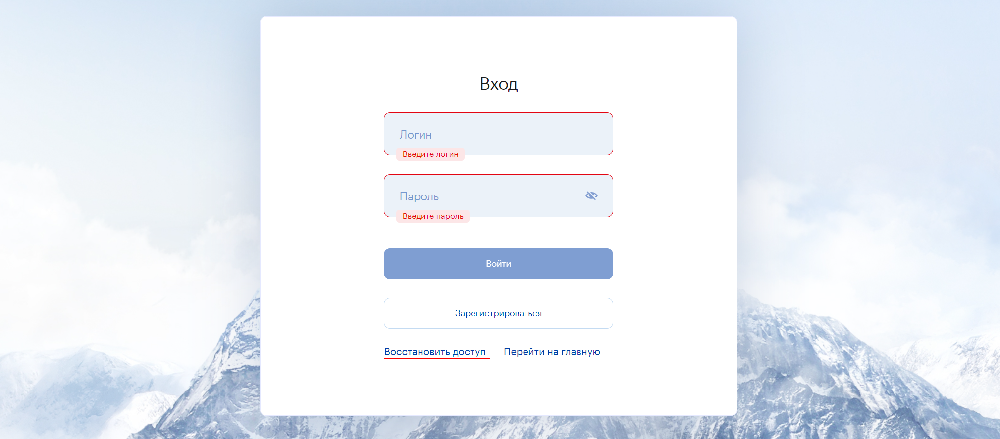 Вход
Логин
Введите логин
Пароль
Введите пароль
Войти
Зарегистрироваться
Восстановить доступ Перейти на главную